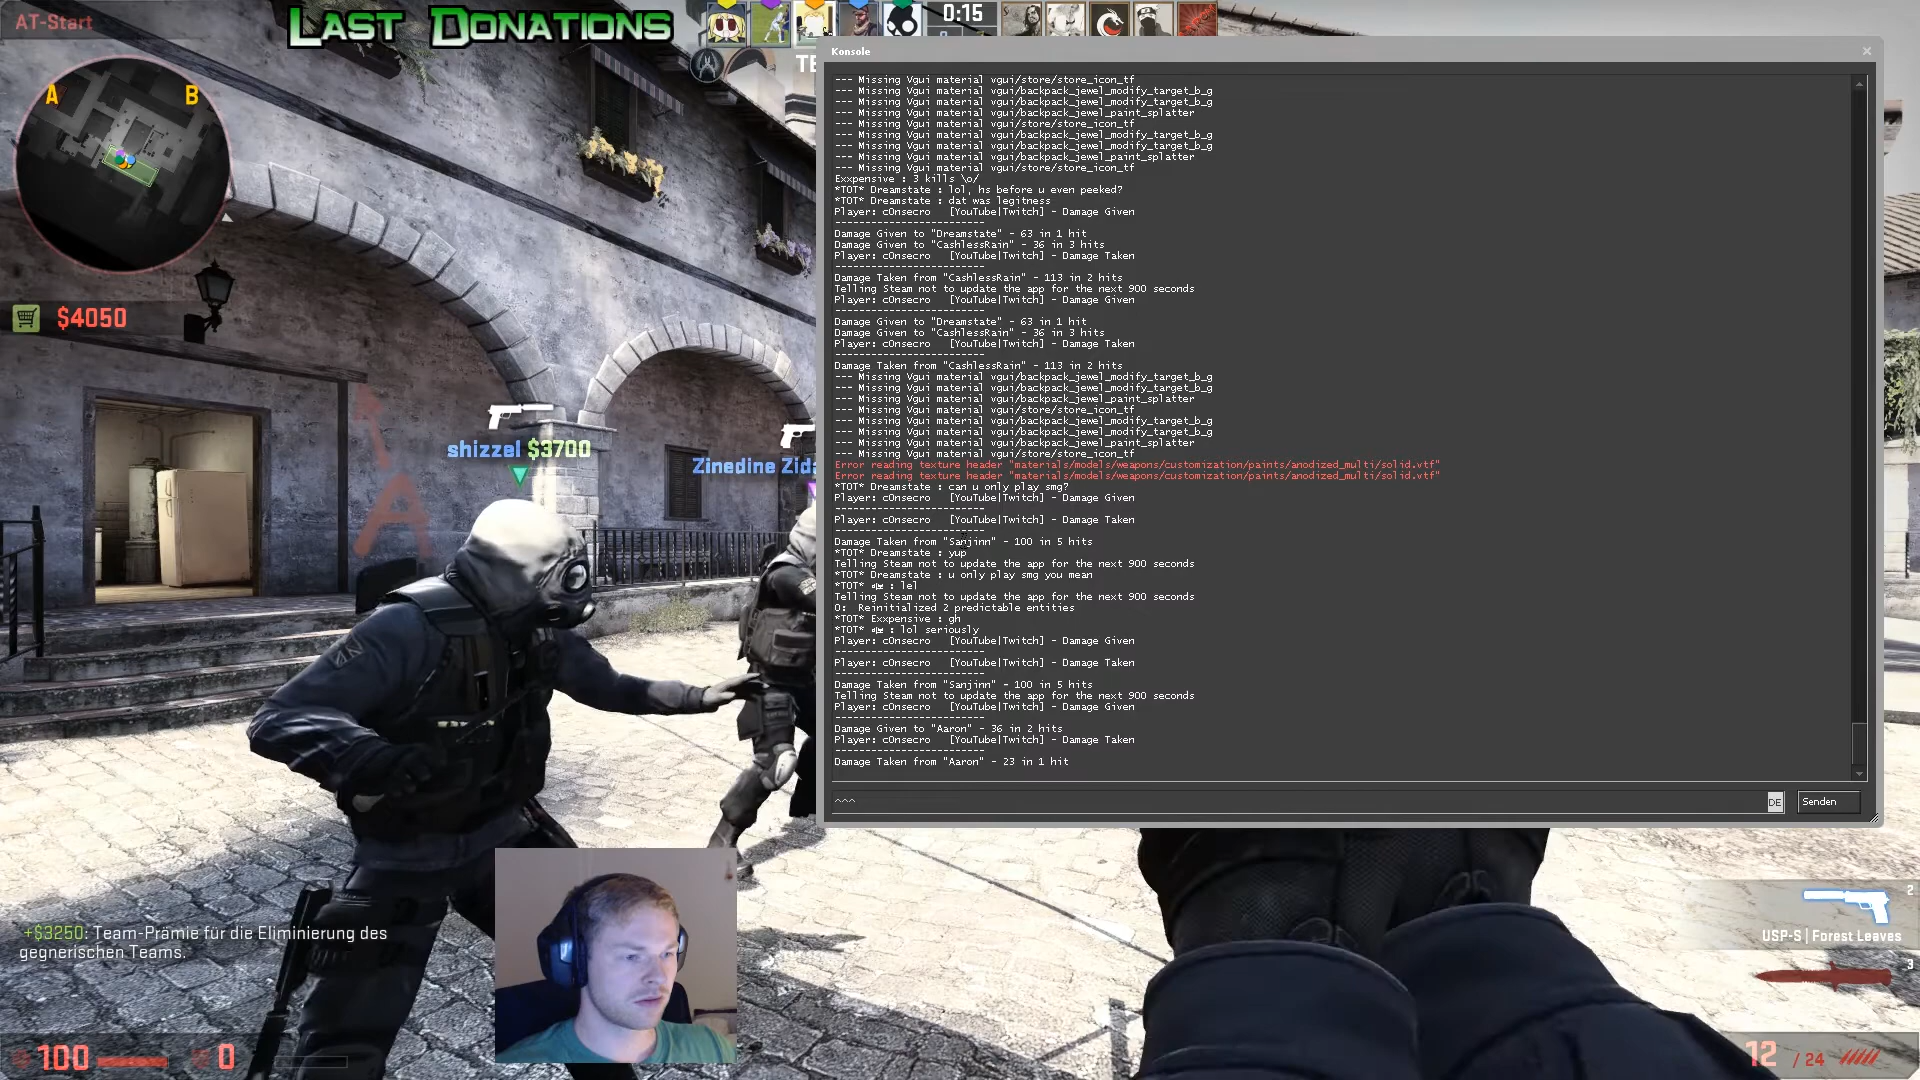 AT-Start
LAST DONATIONS
0:15
A
B
$4050
shizzel $3700
Zinedine Zida
TE
Konsole
--- Missing Vgui material vgui/store/store_icon_tf
--- Missing Vgui material vgui/backpack_jewel_modify_target_b_g
--- Missing Vgui material vgui/backpack_jewel_modify_target_b_g
--- Missing Vgui material vgui/backpack_jewel_paint_splatter
--- Missing Vgui material vgui/store/store_icon_tf
--- Missing Vgui material vgui/backpack_jewel_modify_target_b_g
--- Missing Vgui material vgui/backpack_jewel_modify_target_b_g
--- Missing Vgui material vgui/backpack_jewel_paint_splatter
--- Missing Vgui material vgui/store/store_icon_tf
Exxpensive : 3 kills \o/
*TOT* Dreamstate : lol, hs before u even peeked?
*TOT* Dreamstate : dat was legitness
Player: c0nsecro   [YouTube|Twitch] - Damage Given
-------------------------
Damage Given to "Dreamstate" - 63 in 1 hit
Damage Given to "CashlessRain" - 36 in 3 hits
Player: c0nsecro   [YouTube|Twitch] - Damage Taken
-------------------------
Damage Taken from "CashlessRain" - 113 in 2 hits
Telling Steam not to update the app for the next 900 seconds
Player: c0nsecro   [YouTube|Twitch] - Damage Given
-------------------------
Damage Given to "Dreamstate" - 63 in 1 hit
Damage Given to "CashlessRain" - 36 in 3 hits
Player: c0nsecro   [YouTube|Twitch] - Damage Taken
-------------------------
Damage Taken from "CashlessRain" - 113 in 2 hits
--- Missing Vgui material vgui/backpack_jewel_modify_target_b_g
--- Missing Vgui material vgui/backpack_jewel_modify_target_b_g
--- Missing Vgui material vgui/backpack_jewel_paint_splatter
--- Missing Vgui material vgui/store/store_icon_tf
--- Missing Vgui material vgui/backpack_jewel_modify_target_b_g
--- Missing Vgui material vgui/backpack_jewel_modify_target_b_g
--- Missing Vgui material vgui/backpack_jewel_paint_splatter
--- Missing Vgui material vgui/store/store_icon_tf
Error reading texture header "materials/models/weapons/customization/paints/anodized_multi/solid.vtf"
Error reading texture header "materials/models/weapons/customization/paints/anodized_multi/solid.vtf"
*TOT* Dreamstate : can u only play smg?
Player: c0nsecro   [YouTube|Twitch] - Damage Given
-------------------------
Player: c0nsecro   [YouTube|Twitch] - Damage Taken
-------------------------
Damage Taken from "Sanjinn" - 100 in 5 hits
*TOT* Dreamstate : yup
Telling Steam not to update the app for the next 900 seconds
*TOT* Dreamstate : u only play smg you mean
*TOT* : lel
Telling Steam not to update the app for the next 900 seconds
0:  Reinitialized 2 predictable entities
*TOT* Exxpensive : gh
*TOT* : lol seriously
Player: c0nsecro   [YouTube|Twitch] - Damage Given
-------------------------
Player: c0nsecro   [YouTube|Twitch] - Damage Taken
-------------------------
Damage Taken from "Sanjinn" - 100 in 5 hits
Telling Steam not to update the app for the next 900 seconds
Player: c0nsecro   [YouTube|Twitch] - Damage Given
-------------------------
Damage Given to "Aaron" - 36 in 2 hits
Player: c0nsecro   [YouTube|Twitch] - Damage Taken
-------------------------
Damage Taken from "Aaron" - 23 in 1 hit
^^^
DE
Senden
+$3250: Team-Prämie für die Eliminierung des
gegnerischen Teams.
2
USP-S | Forest Leaves
3
100
0
12 / 24